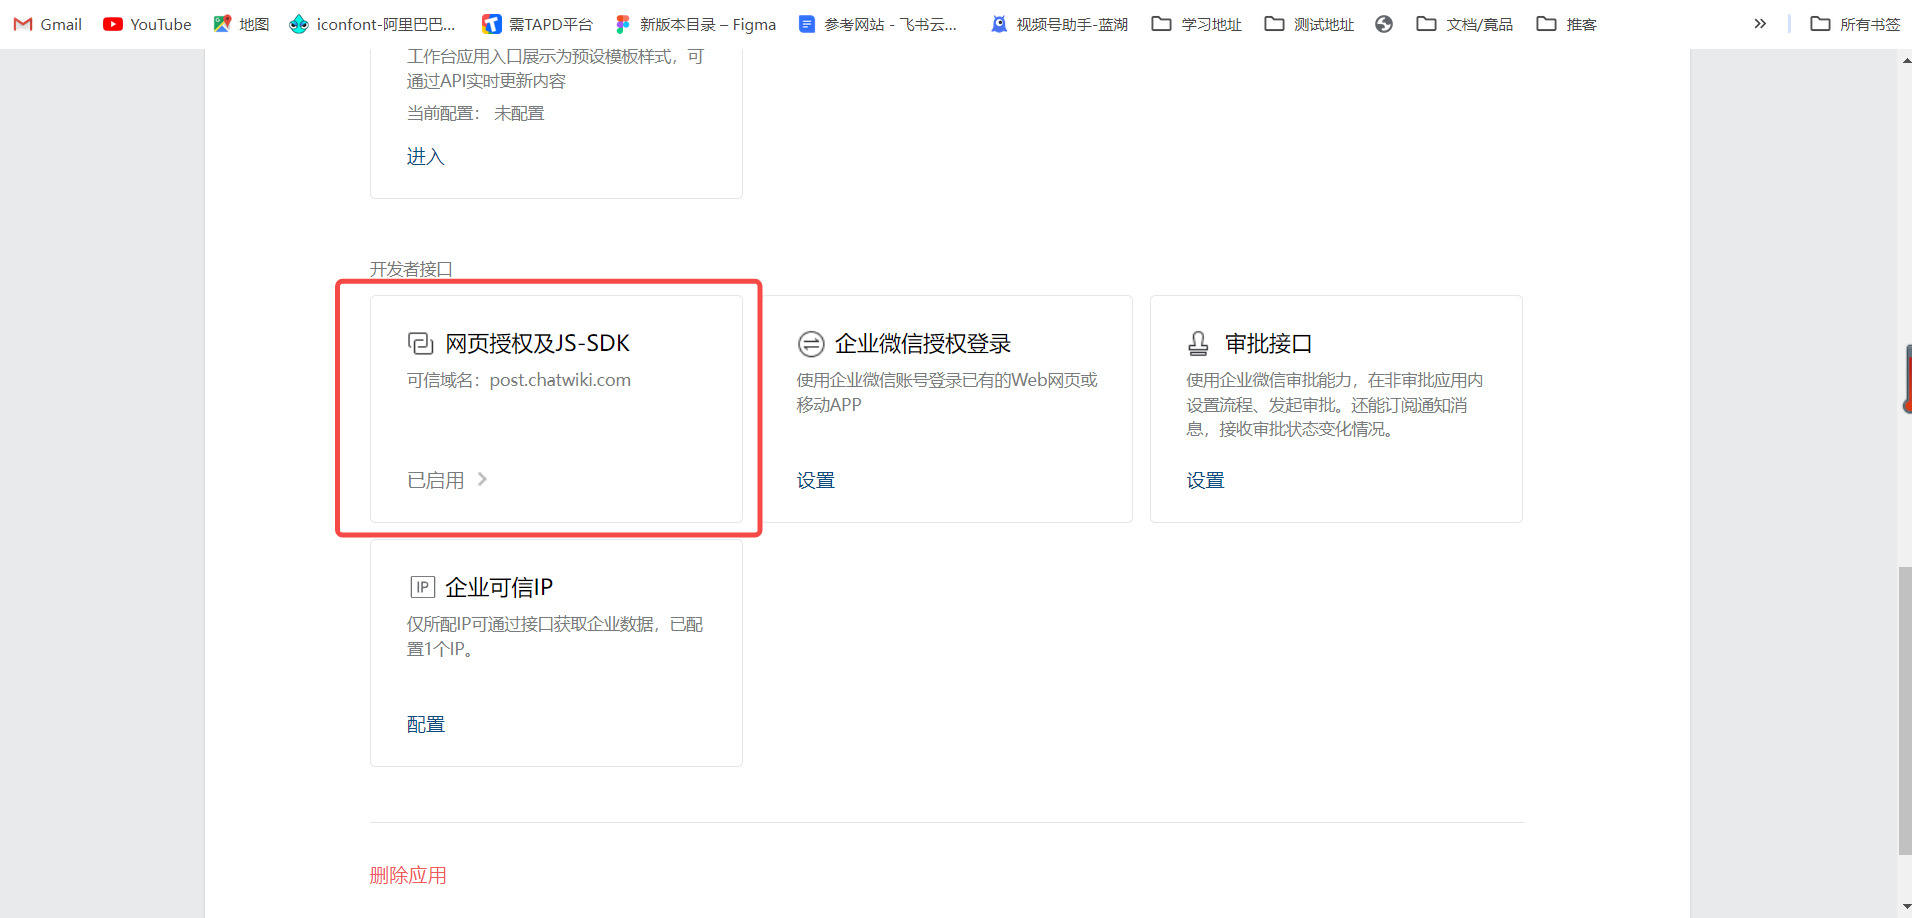 Gmail YouTube 地图 iconfont-阿里巴巴... 需TAPD平台 新版本目录 – Figma 参考网站 - 飞书云... 视频号助手-蓝湖 学习地址 测试地址 文档/竟品 推客 » 所有书签
工作台应用入口展示为预设模板样式，可
通过API实时更新内容
当前配置： 未配置
进入
开发者接口
网页授权及JS-SDK
可信域名：post.chatwiki.com
已启用
企业微信授权登录
使用企业微信账号登录已有的Web网页或
移动APP
设置
审批接口
使用企业微信审批能力，在非审批应用内
设置流程、发起审批。还能订阅通知消
息，接收审批状态变化情况。
设置
IP 企业可信IP
仅所配IP可通过接口获取企业数据，已配
置1个IP。
配置
删除应用